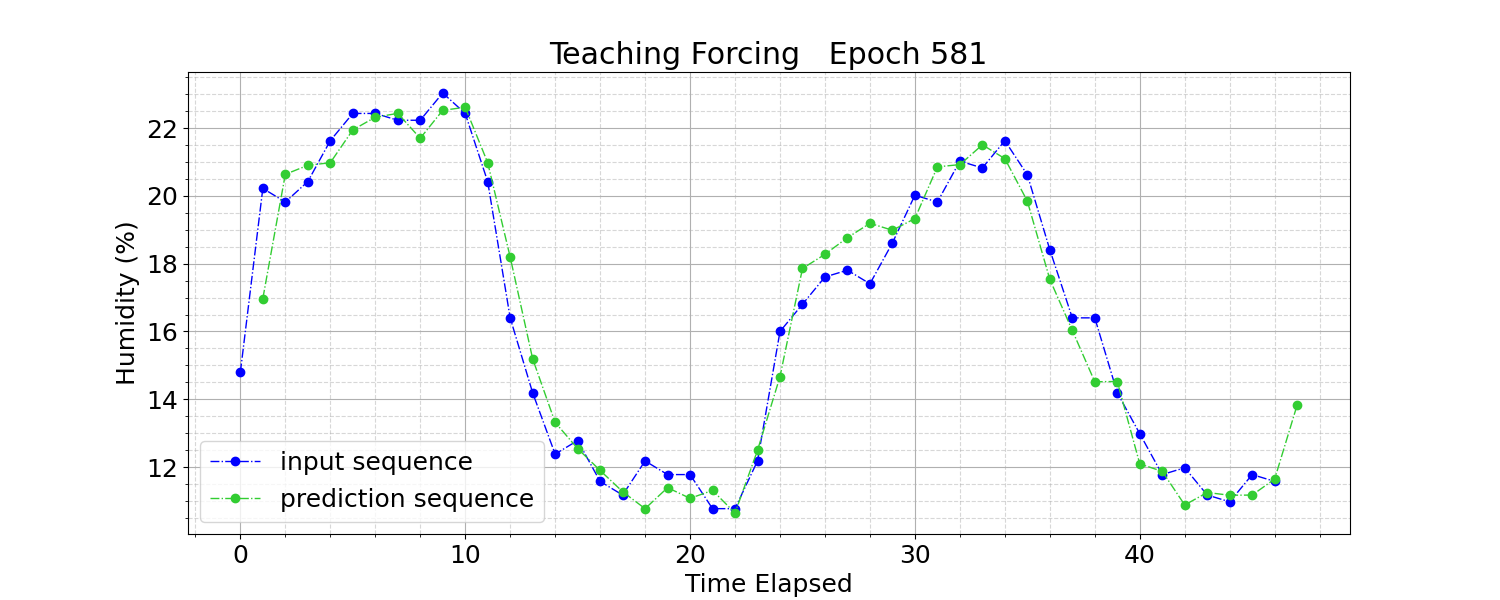 Teaching Forcing   Epoch 581
Humidity (%)
22
20
18
16
14
12
input sequence
prediction sequence
0 10 20 30 40
Time Elapsed